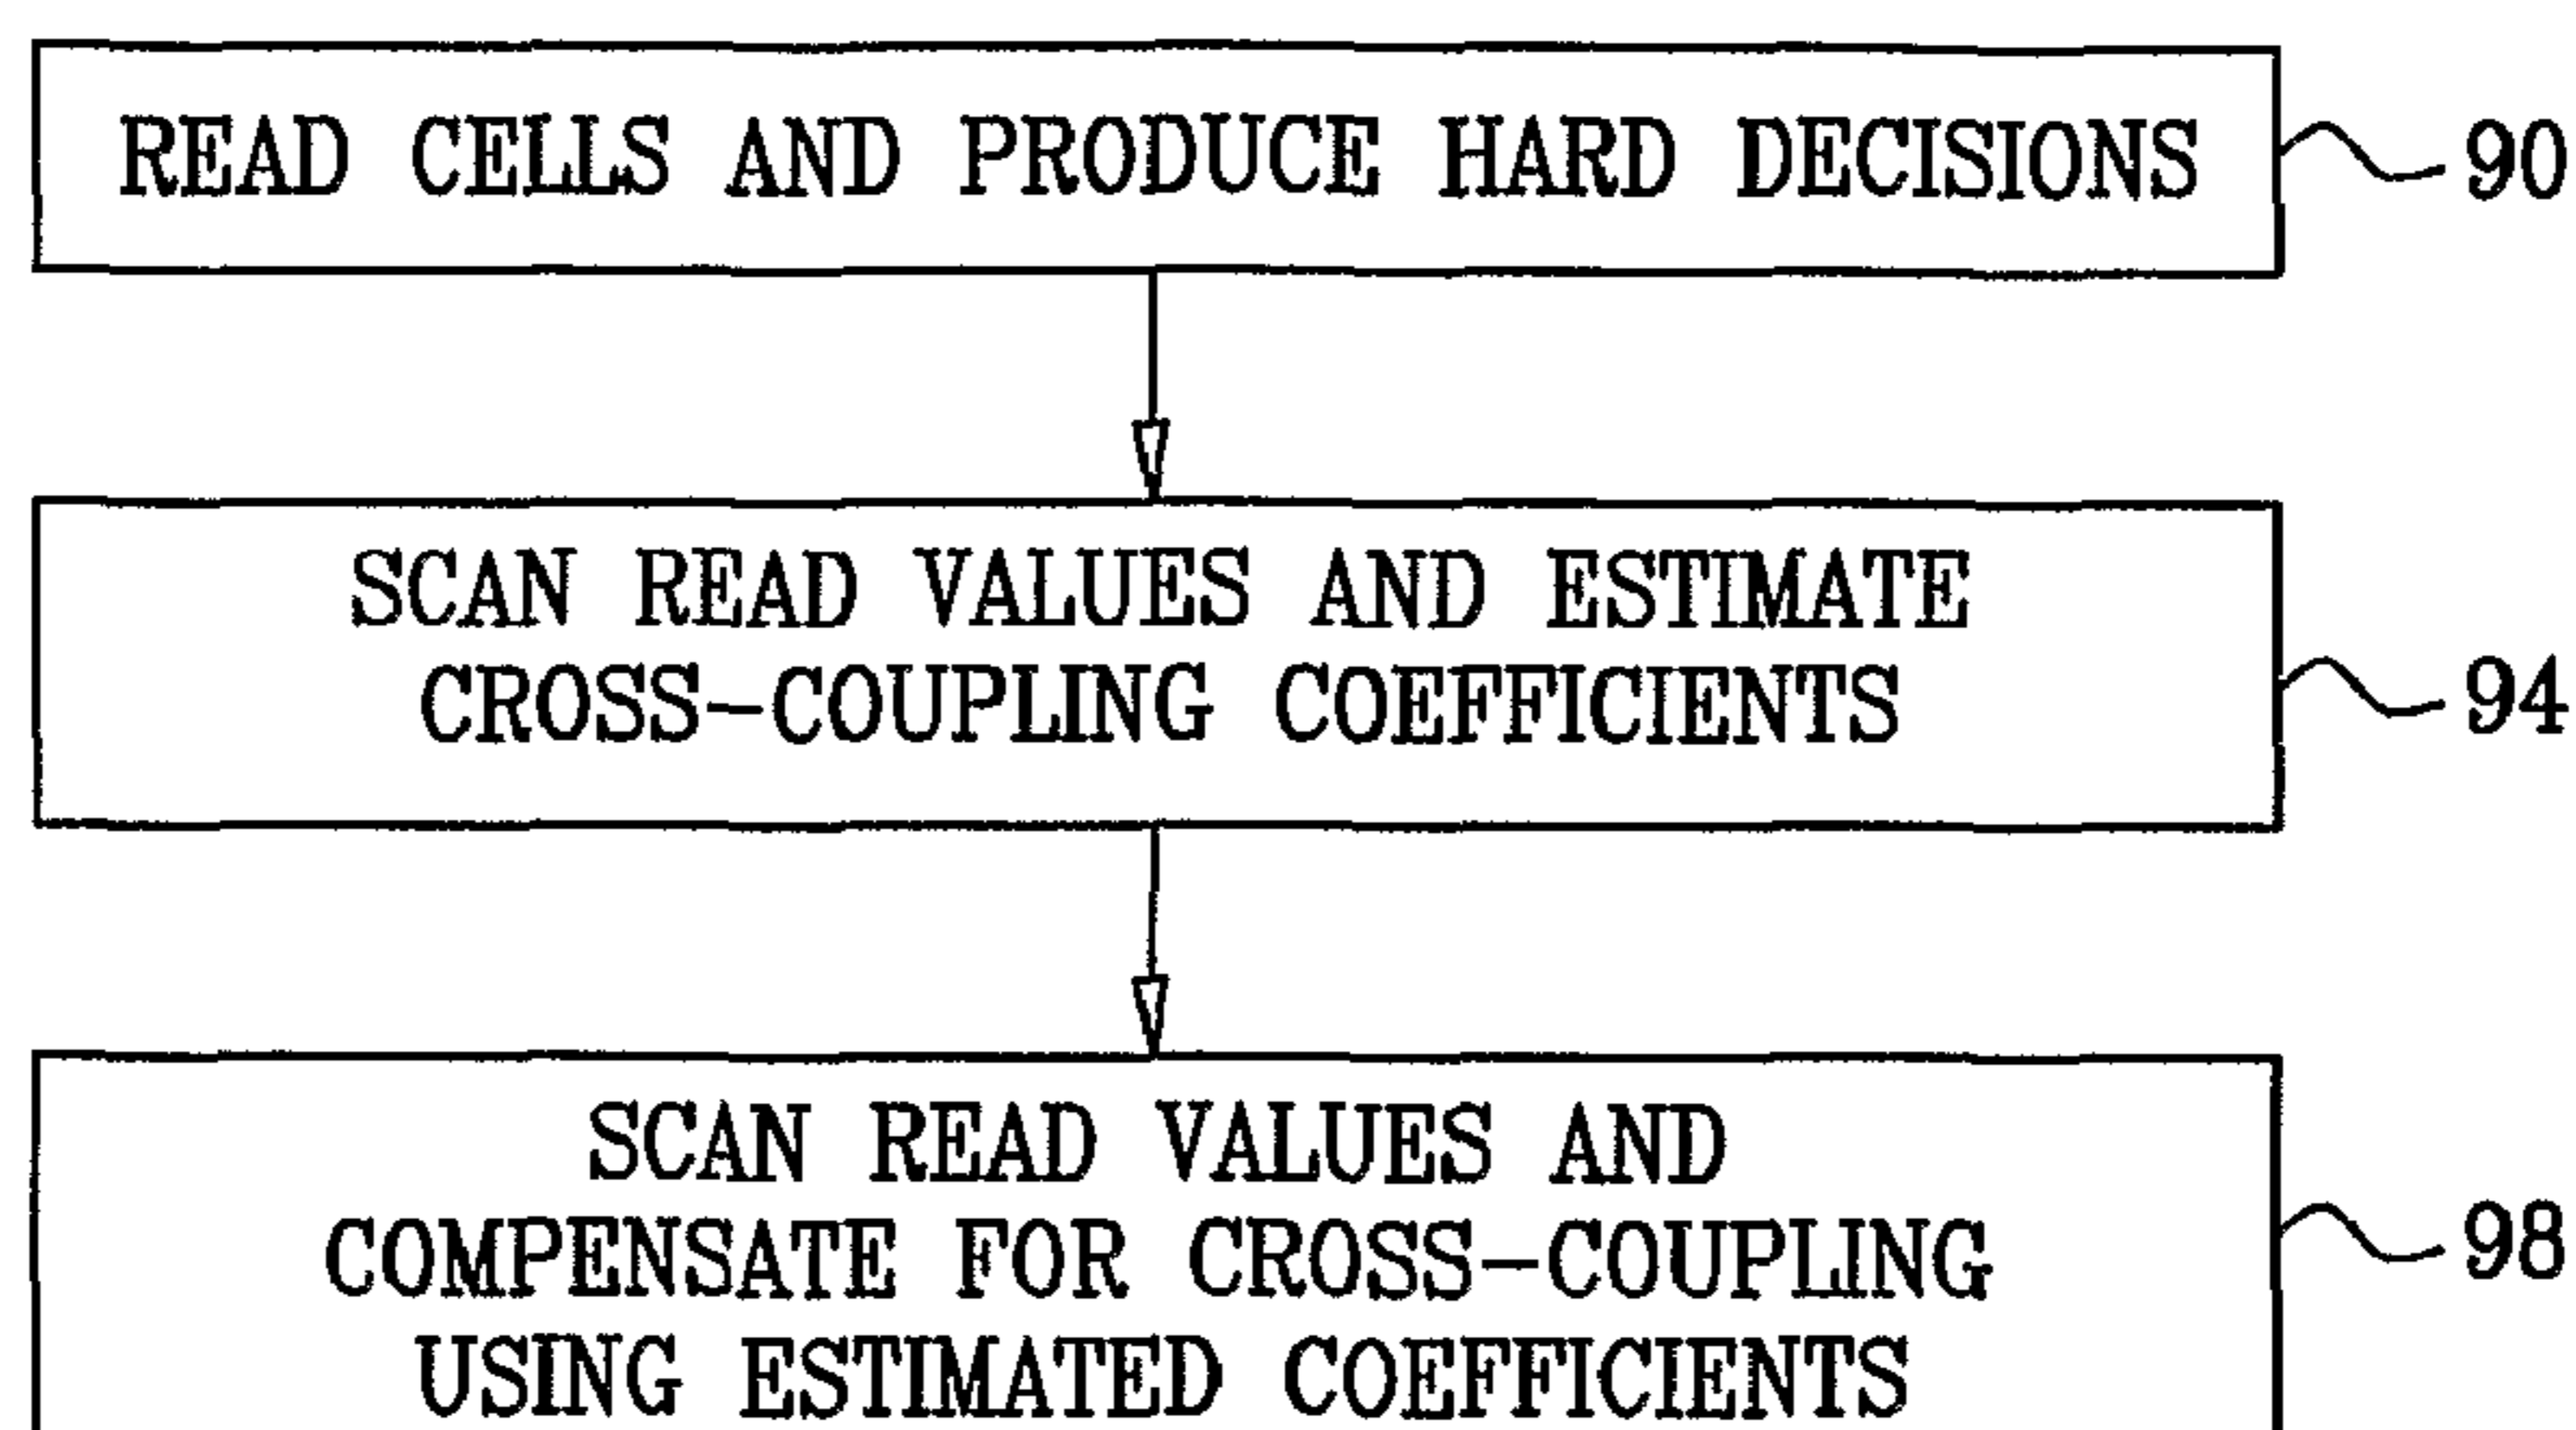 READ CELLS AND PRODUCE HARD DECISIONS
90
SCAN READ VALUES AND ESTIMATE
CROSS-COUPLING COEFFICIENTS
94
SCAN READ VALUES AND
COMPENSATE FOR CROSS-COUPLING
USING ESTIMATED COEFFICIENTS
98